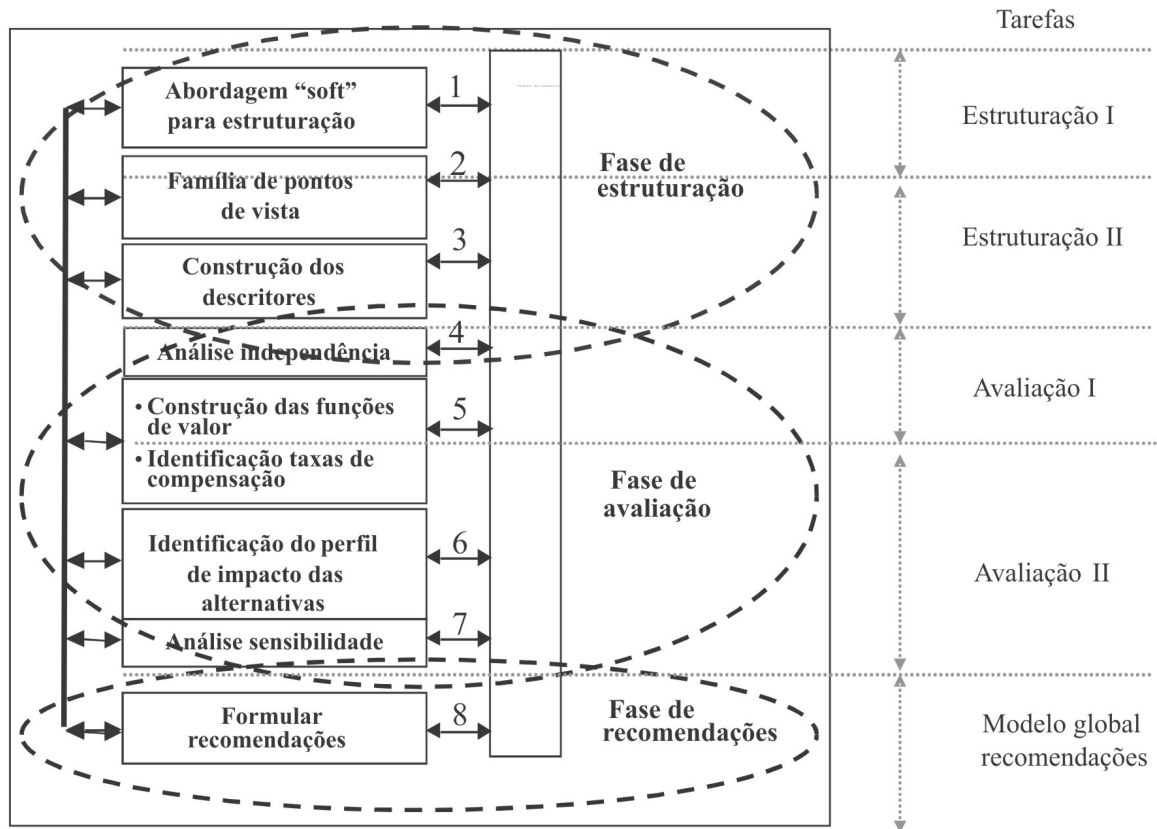 Tarefas
Abordagem “soft”
para estruturação
1
Estruturação I
Família de pontos
de vista
2
Fase de
estruturação
Estruturação II
Construção dos
descritores
3
Análise independência
4
Avaliação I
• Construção das funções
de valor
• Identificação taxas de
compensação
5
Fase de
avaliação
Identificação do perfil
de impacto das
alternativas
6
Avaliação II
Análise sensibilidade
7
Formular
recomendações
8
Fase de
recomendações
Modelo global
recomendações